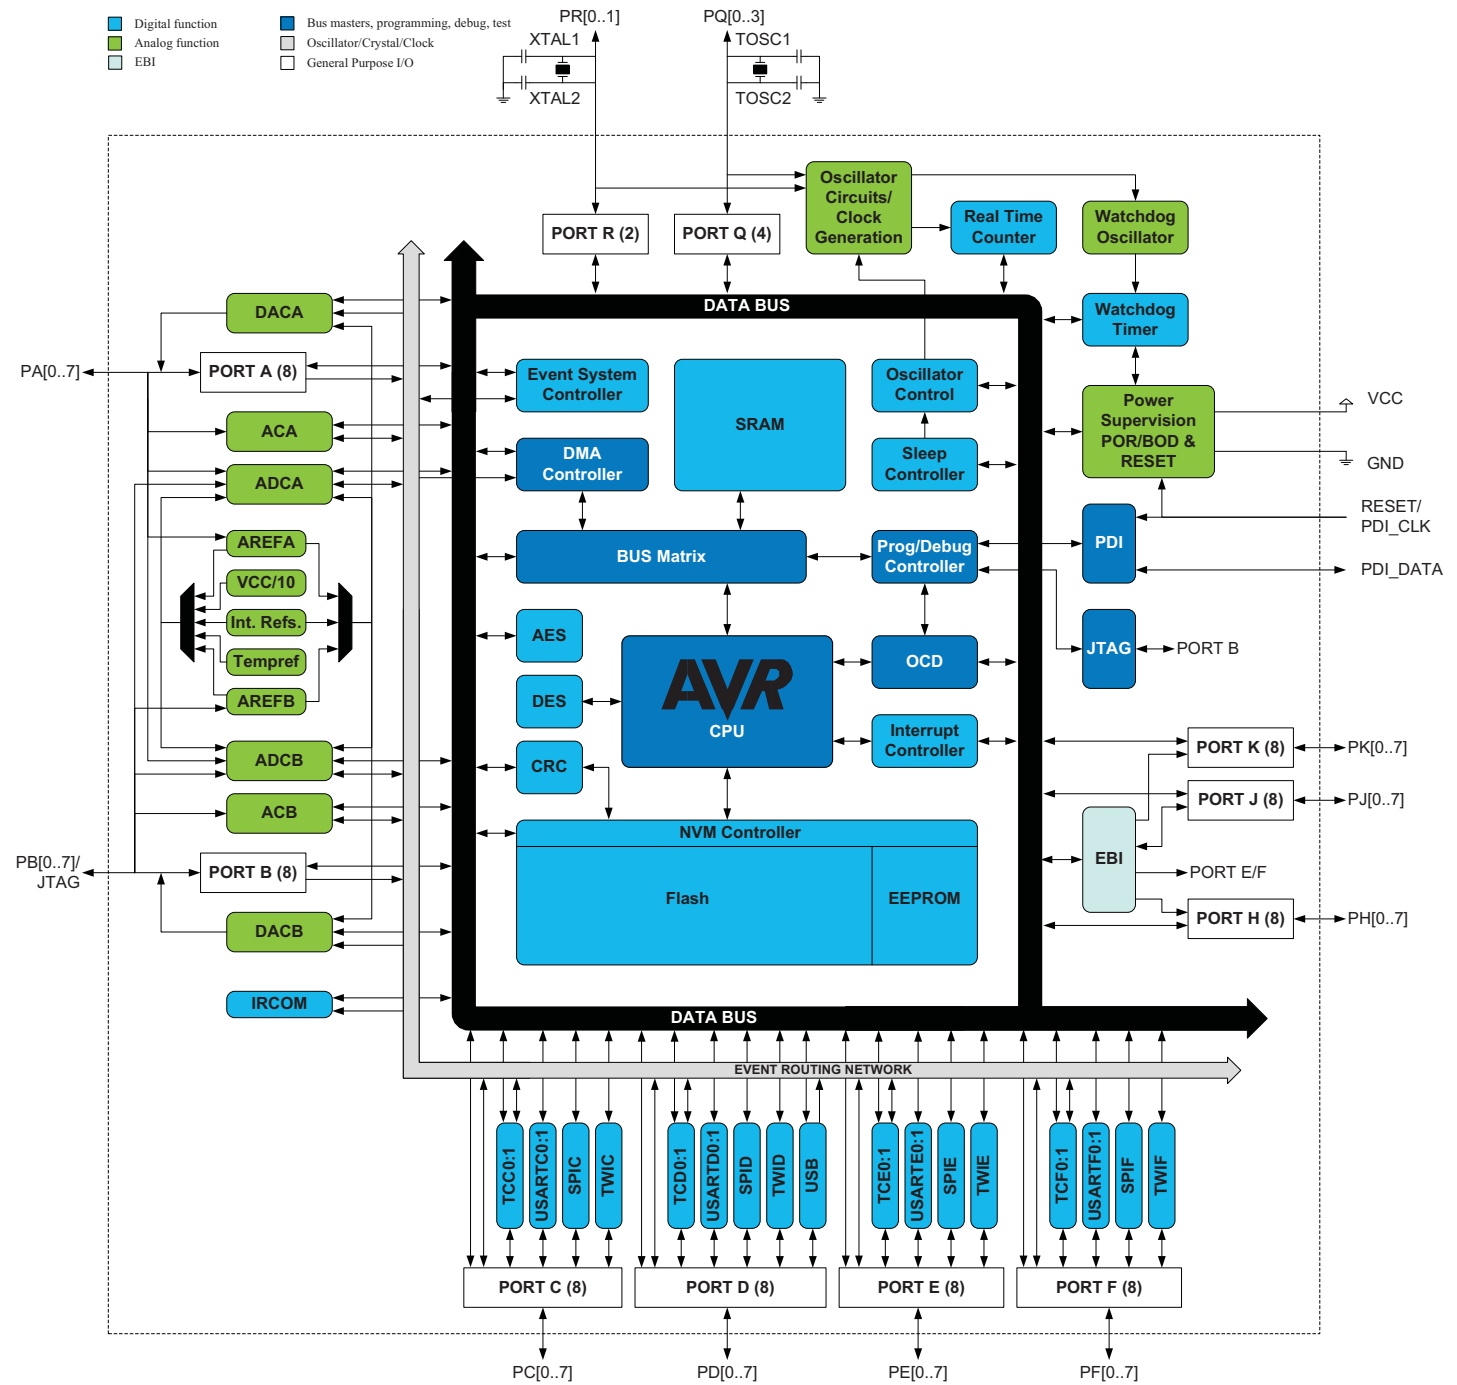 Digital function
Analog function
EBI
Bus masters, programming, debug, test
Oscillator/Crystal/Clock
General Purpose I/O
PR[0..1]
PQ[0..3]
XTAL1
TOSC1
XTAL2
TOSC2
Oscillator
Circuits/
Clock
Generation
Real Time
Counter
Watchdog
Oscillator
PORT R (2)
PORT Q (4)
DATA BUS
Watchdog
Timer
DACA
PA[0..7]
PORT A (8)
Event System
Controller
SRAM
Oscillator
Control
Power
Supervision
POR/BOD &
RESET
VCC
GND
ACA
DMA
Controller
Sleep
Controller
ADCA
RESET/
PDI_CLK
AREFA
BUS Matrix
Prog/Debug
Controller
PDI
PDI_DATA
VCC/10
Int. Refs.
Tempref
AREFB
AES
DES
CRC
AVR
CPU
OCD
Interrupt
Controller
JTAG
PORT B
ADCB
ACB
PORT K (8)
PK[0..7]
PORT J (8)
PJ[0..7]
NVM Controller
Flash
EEPROM
EBI
PORT E/F
PORT H (8)
PH[0..7]
PB[0..7]/
JTAG
PORT B (8)
DACB
IRCOM
DATA BUS
EVENT ROUTING NETWORK
TCC0:1
USARTC0:1
SPIC
TWIC
TCD0:1
USARTD0:1
SPID
TWID
USB
TCE0:1
USARTE0:1
SPIE
TWIE
TCF0:1
USARTF0:1
SPIF
TWIF
PORT C (8)
PORT D (8)
PORT E (8)
PORT F (8)
PC[0..7]
PD[0..7]
PE[0..7]
PF[0..7]